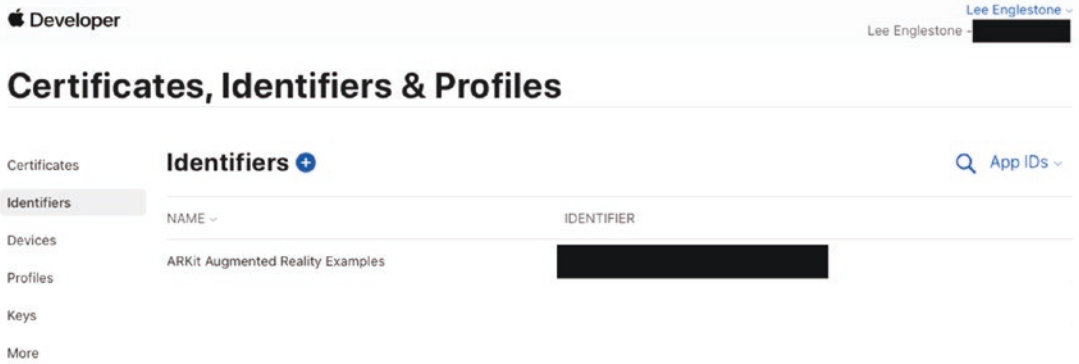 Developer
Lee Englestone
Lee Englestone -
Certificates, Identifiers & Profiles
Certificates
Identifiers
Devices
Profiles
Keys
More
Identifiers
App IDs
NAME IDENTIFIER
ARKit Augmented Reality Examples